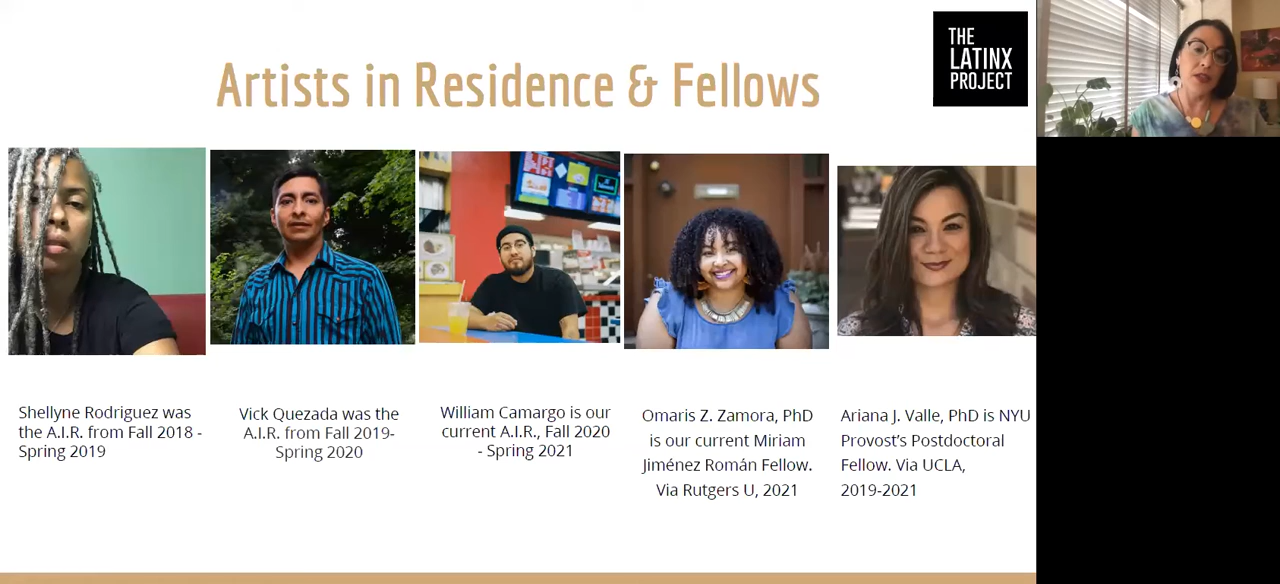 Artists in Residence & Fellows
THE
LATINX
PROJECT
Shellyne Rodriguez was
the A.I.R. from Fall 2018 -
Spring 2019
Vick Quezada was the
A.I.R. from Fall 2019-
Spring 2020
William Camargo is our
current A.I.R., Fall 2020
- Spring 2021
Omaris Z. Zamora, PhD
is our current Miriam
Jiménez Román Fellow.
Via Rutgers U, 2021
Ariana J. Valle, PhD is NYU
Provost’s Postdoctoral
Fellow. Via UCLA,
2019-2021